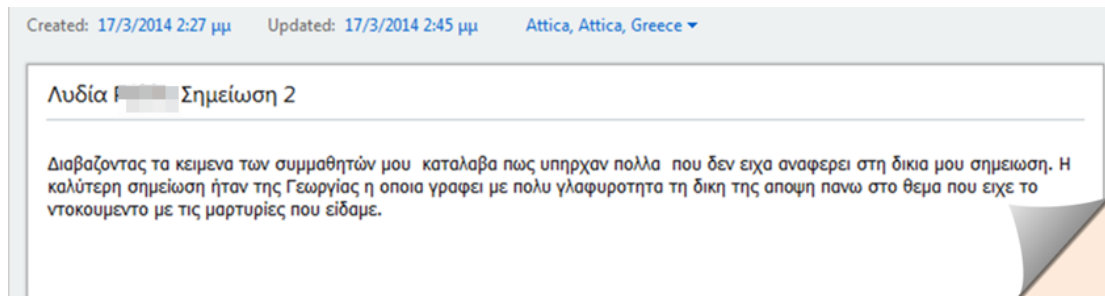 Created: 17/3/2014 2:27 μμ Updated: 17/3/2014 2:45 μμ Attica, Attica, Greece
Λυδία Σημείωση 2
Διαβαζοντας τα κειμενα των συμμαθητών μου καταλαβα πως υπηρχαν πολλα που δεν ειχα αναφερει στη δικια μου σημειωση. Η
καλύτερη σημείωση ήταν της Γεωργίας η οποια γραφει με πολυ γλαφυροτητα τη δικη της αποψη πανω στο θεμα που ειχε το
ντοκουμεντο με τις μαρτυρίες που είδαμε.